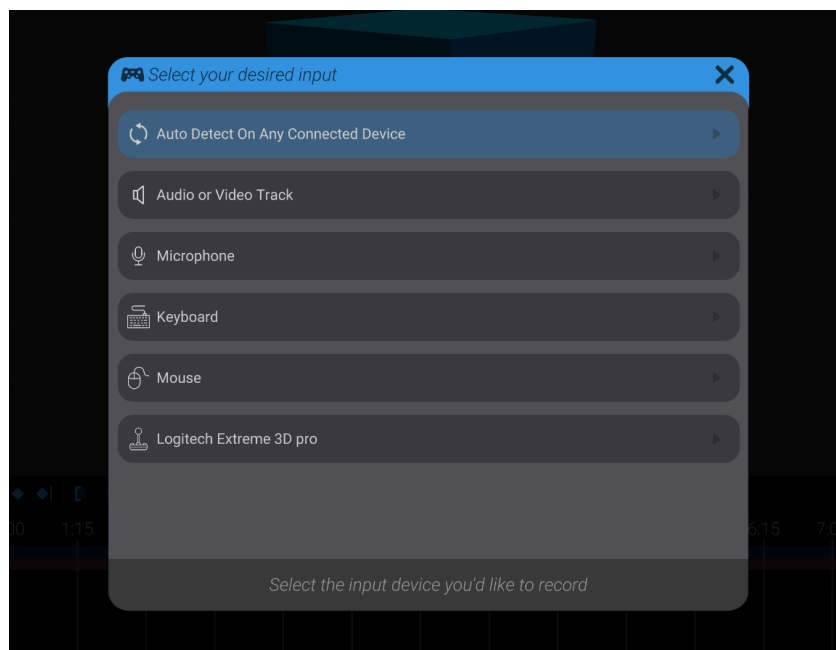 Select your desired input
Auto Detect On Any Connected Device
Audio or Video Track
Microphone
Keyboard
Mouse
Logitech Extreme 3D pro
1:15
6:15
Select the input device you'd like to record